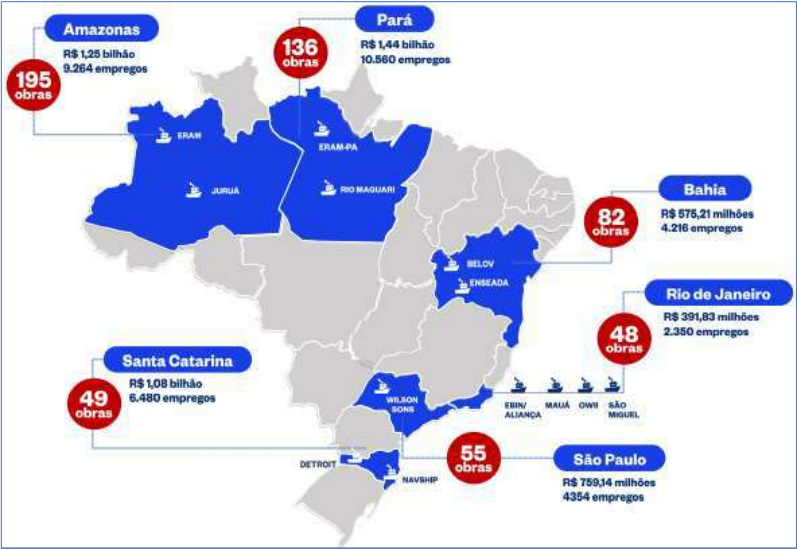 Amazonas
R$ 1,25 bilhão
9.264 empregos
195
obras
Pará
R$ 1,44 bilhão
10.560 empregos
136
obras
ERAM
JURUÁ
ERAM-PA
RIO MAGUARI
Bahia
R$ 575,21 milhões
4.216 empregos
82
obras
BELOV
ENSEADA
Rio de Janeiro
R$ 391,83 milhões
2.350 empregos
48
obras
EBIN/
ALIANÇA
MAUÁ
OWII
SÃO
MIGUEL
Santa Catarina
R$ 1,08 bilhão
6.480 empregos
49
obras
WILSON
SONS
DETROIT
NAVSHIP
55
obras
São Paulo
R$ 759,14 milhões
4354 empregos